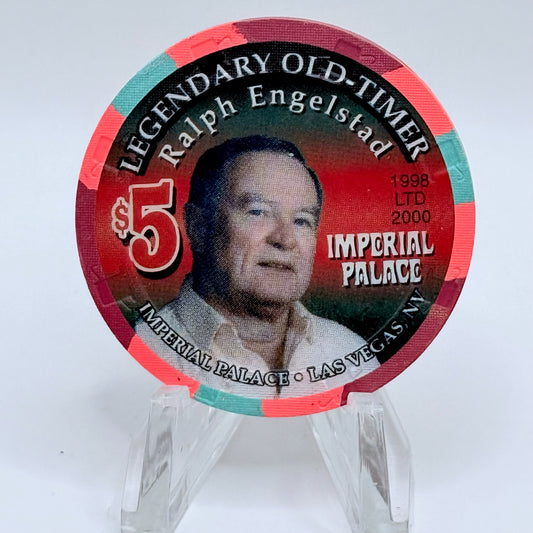 LEGENDARY OLD-TIMER
Ralph Engelstad
$5
1998
LTD
2000
IMPERIAL
PALACE
IMPERIAL PALACE • LAS VEGAS, NV